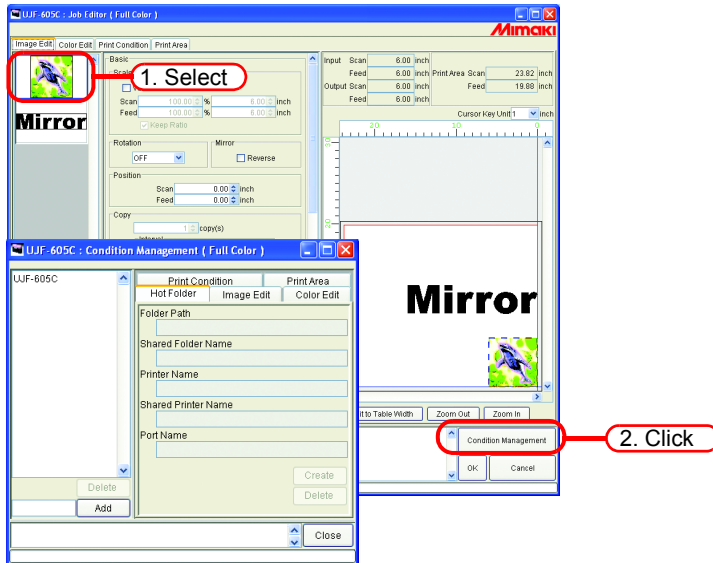 UJF-605C : Job Editor ( Full Color )
Mimaki
Image Edit Color Edit Print Condition Print Area
1. Select
Mirror
Basic
Scan 100.00 % 6.00 inch
Feed 100.00 % 6.00 inch
Keep Ratio
Rotation
OFF
Mirror
Reverse
Position
Scan 0.00 inch
Feed 0.00 inch
Copy
1 copy(s)
Interval
Input Scan 6.00 inch
Feed 6.00 inch
Output Scan 6.00 inch
Feed 6.00 inch
Print Area Scan 23.82 inch
Feed 19.88 inch
Cursor Key Unit 1 inch
20 10 0
30
20
Mirror
it to Table Width Zoom Out Zoom In
Condition Management
2. Click
OK Cancel
UJF-605C : Condition Management ( Full Color )
UJF-605C
Print Condition Print Area
Hot Folder Image Edit Color Edit
Folder Path
Shared Folder Name
Printer Name
Shared Printer Name
Port Name
Create
Delete
Delete
Add
Close